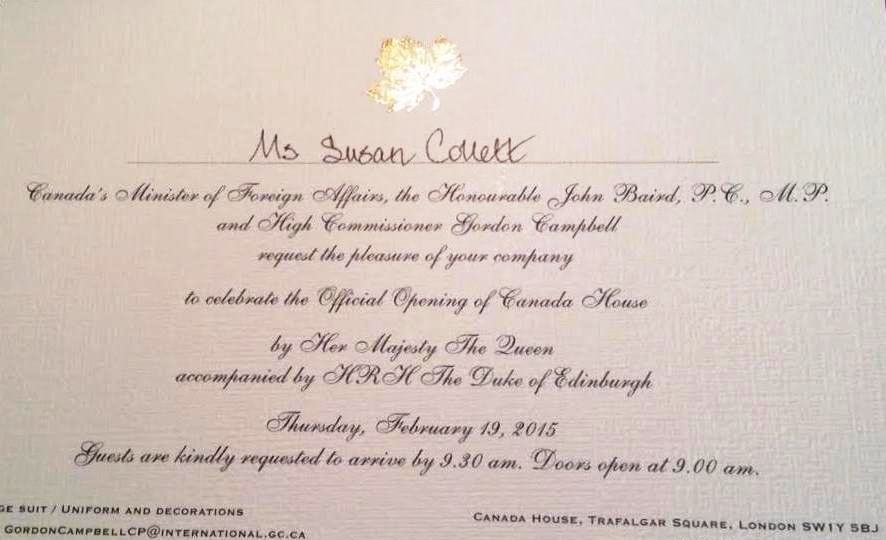 Ms Susan Collett
Canada's Minister of Foreign Affairs, the Honourable John Baird, P.C., M.P.
and High Commissioner Gordon Campbell
request the pleasure of your company
to celebrate the Official Opening of Canada House
by Her Majesty The Queen
accompanied by HRH The Duke of Edinburgh
Thursday, February 19, 2015
Guests are kindly requested to arrive by 9.30 am. Doors open at 9.00 am.
GE SUIT / UNIFORM AND DECORATIONS
GORDONCAMPBELLCP@INTERNATIONAL.GC.CA
CANADA HOUSE, TRAFALGAR SQUARE, LONDON SW1Y 5BJ